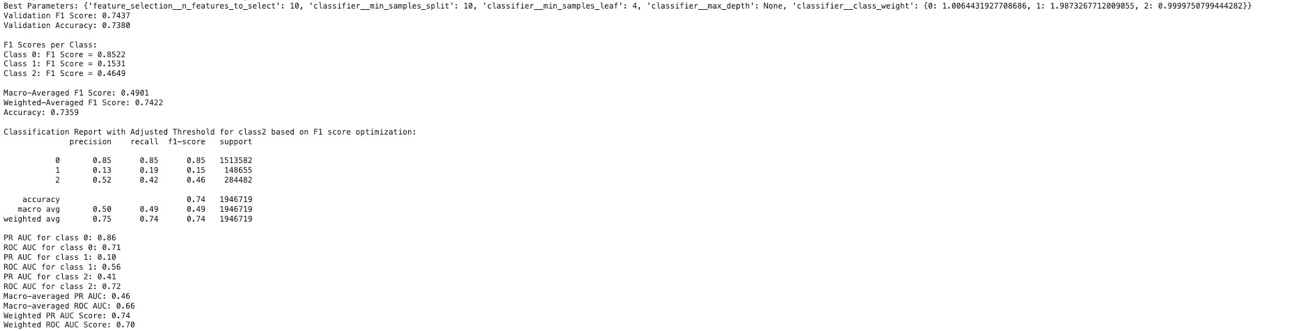 Best Parameters: {'feature_selection__n_features_to_select': 10, 'classifier__min_samples_split': 10, 'classifier__min_samples_leaf': 4, 'classifier__max_depth': None, 'classifier__class_weight': {0: 1.0064431927708686, 1: 1.9873267712009055, 2: 0.9999750799444282}}
Validation F1 Score: 0.7437
Validation Accuracy: 0.7380
F1 Scores per Class:
Class 0: F1 Score = 0.8522
Class 1: F1 Score = 0.1531
Class 2: F1 Score = 0.4649
Macro-Averaged F1 Score: 0.4901
Weighted-Averaged F1 Score: 0.7422
Accuracy: 0.7359
Classification Report with Adjusted Threshold for class2 based on F1 score optimization:
precision recall f1-score support
0 0.85 0.85 0.85 1513582
1 0.13 0.19 0.15 148655
2 0.52 0.42 0.46 284482
accuracy 0.74 1946719
macro avg 0.50 0.49 0.49 1946719
weighted avg 0.75 0.74 0.74 1946719
PR AUC for class 0: 0.86
ROC AUC for class 0: 0.71
PR AUC for class 1: 0.10
ROC AUC for class 1: 0.56
PR AUC for class 2: 0.41
ROC AUC for class 2: 0.72
Macro-averaged PR AUC: 0.46
Macro-averaged ROC AUC: 0.66
Weighted PR AUC Score: 0.74
Weighted ROC AUC Score: 0.70